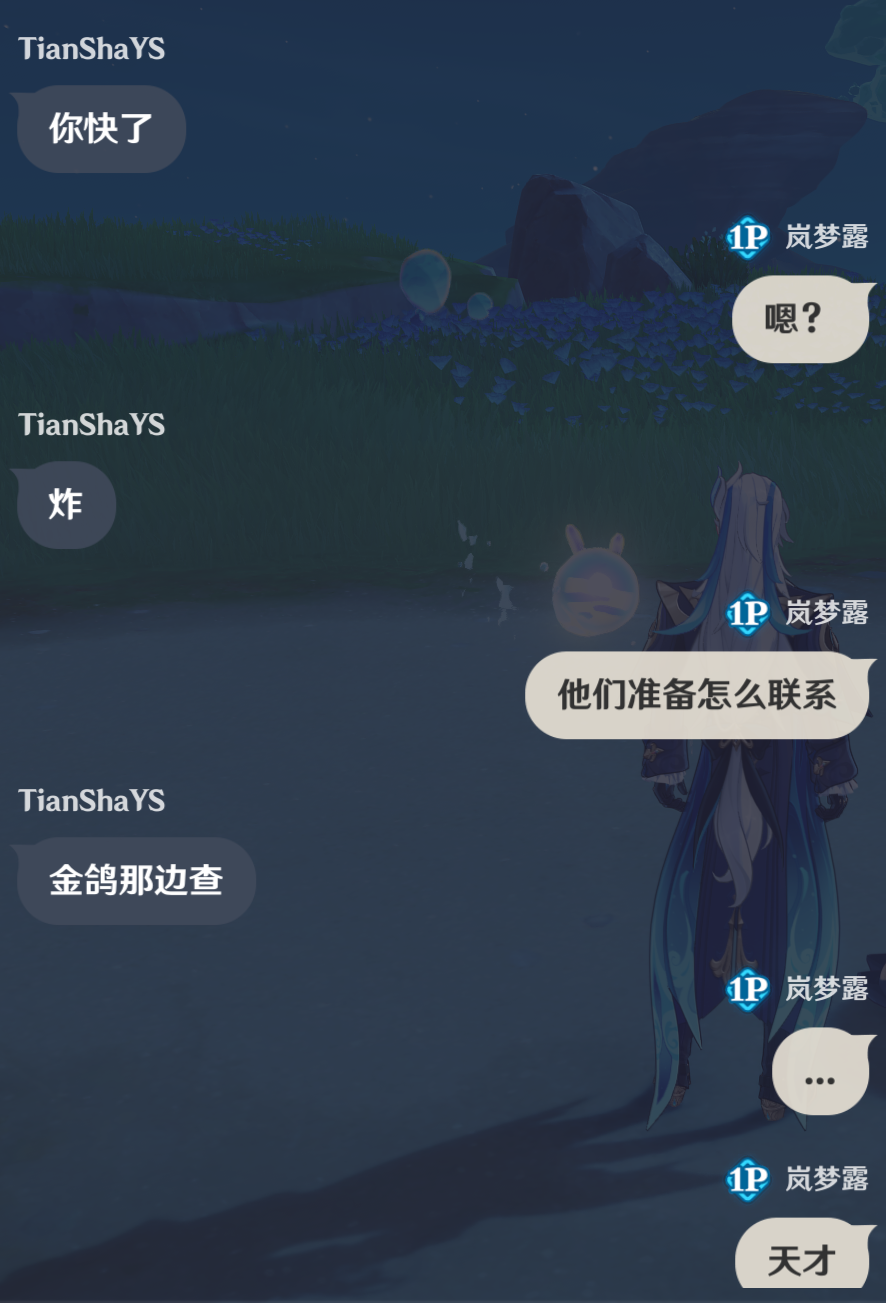 TianShaYS
你快了
1P 岚梦露
嗯？
TianShaYS
炸
1P 岚梦露
他们准备怎么联系
TianShaYS
金鸽那边查
1P 岚梦露
...
1P 岚梦露
天才